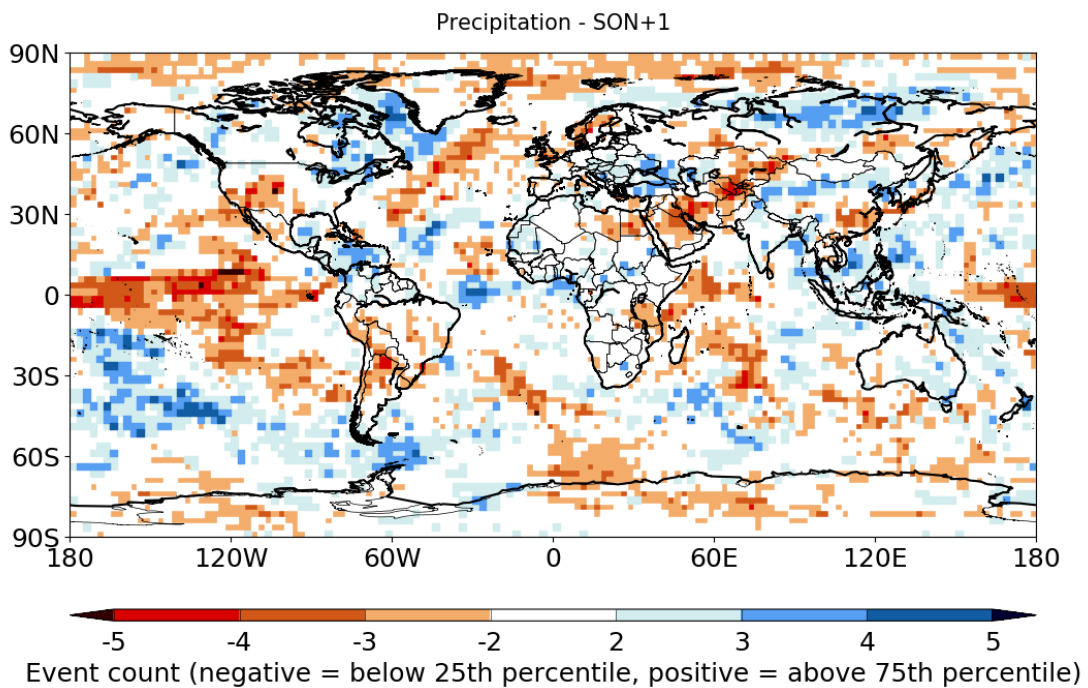 Precipitation - SON+1
90N
60N
30N
0
30S
60S
90S
180 120W 60W 0 60E 120E 180
-5 -4 -3 -2 2 3 4 5
Event count (negative = below 25th percentile, positive = above 75th percentile)